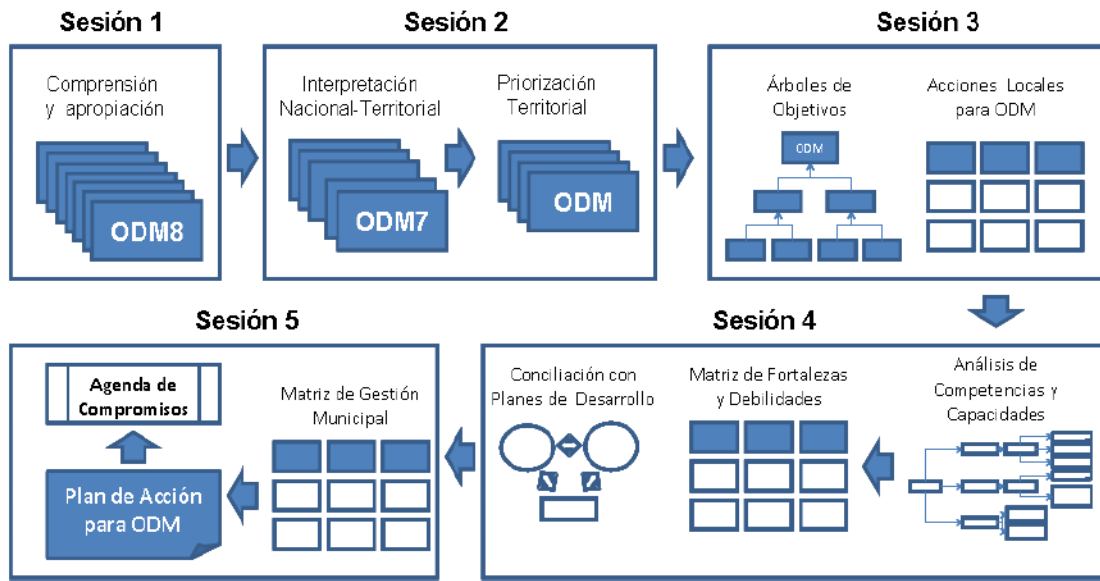 Sesión 1
Comprensión
y apropiación
ODM8
Sesión 2
Interpretación
Nacional-Territorial
ODM7
Priorización
Territorial
ODM
Sesión 3
Árboles de
Objetivos
ODM
Acciones Locales
para ODM
Sesión 4
Análisis de
Competencias y
Capacidades
Matriz de Fortalezas
y Debilidades
Conciliación con
Planes de Desarrollo
Sesión 5
Matriz de Gestión
Municipal
Plan de Acción
para ODM
Agenda de
Compromisos